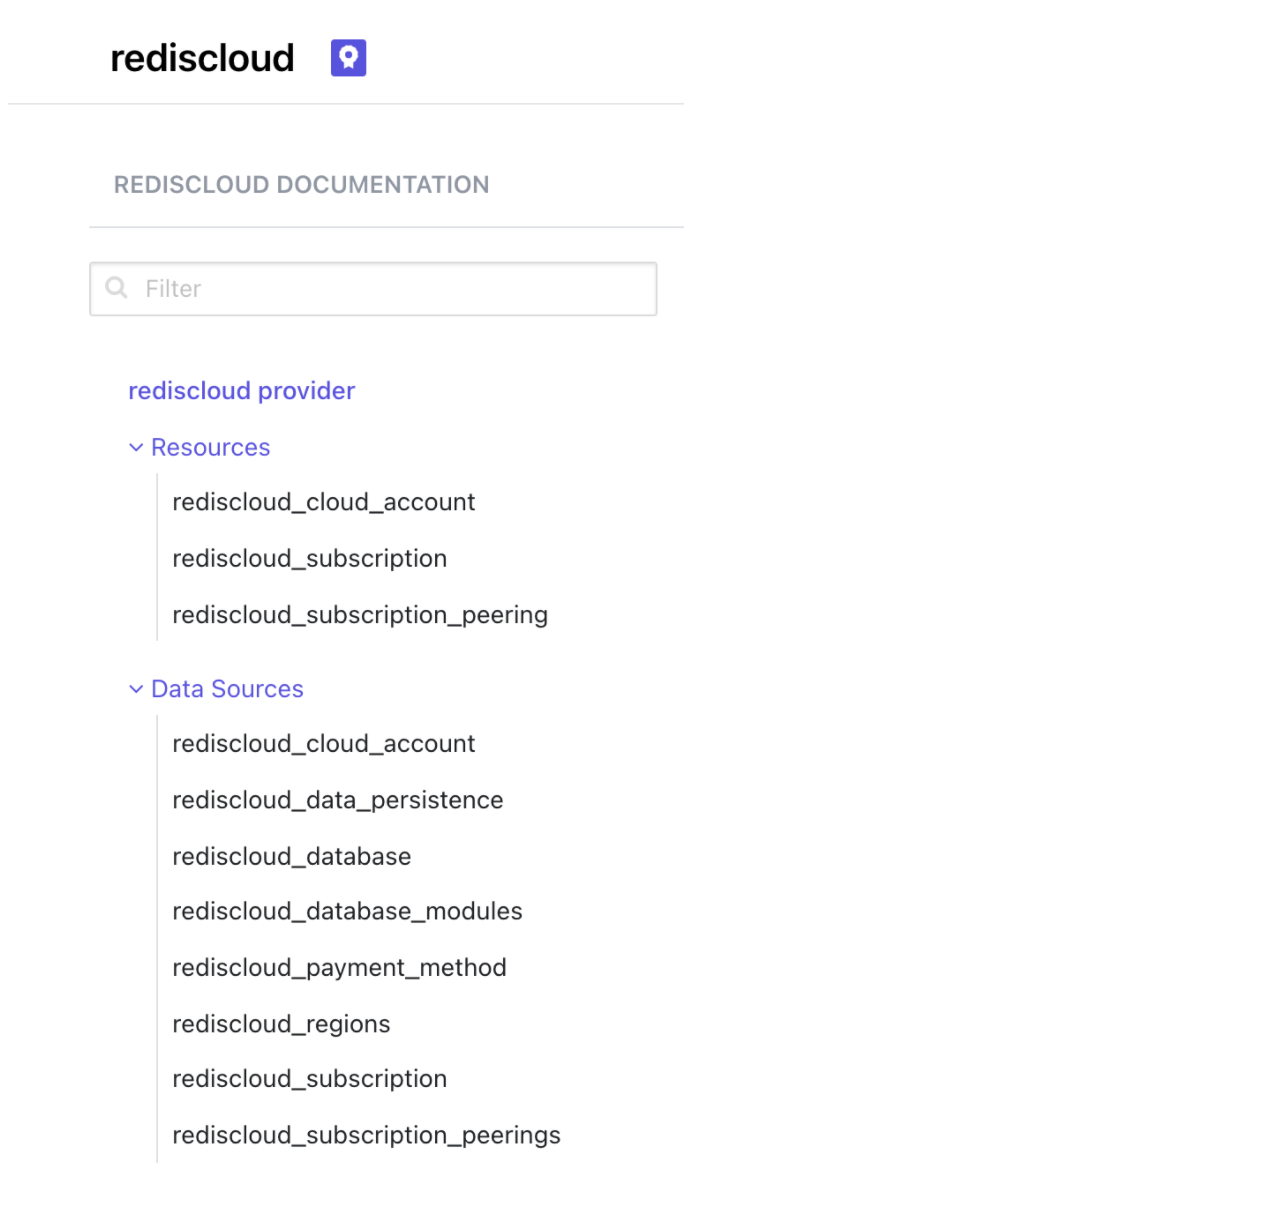 rediscloud
REDISCLOUD DOCUMENTATION
Filter
rediscloud provider
Resources
rediscloud_cloud_account
rediscloud_subscription
rediscloud_subscription_peering
Data Sources
rediscloud_cloud_account
rediscloud_data_persistence
rediscloud_database
rediscloud_database_modules
rediscloud_payment_method
rediscloud_regions
rediscloud_subscription
rediscloud_subscription_peerings